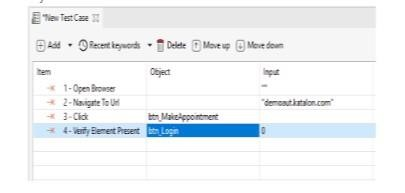 *New Test Case
Add Recent keywords Delete Move up Move down
Item Object Input
1 - Open Browser ""
2 - Navigate To Url "demoaut.katalon.com"
3 - Click btn_MakeAppointment
4 - Verify Element Present btn_Login 0